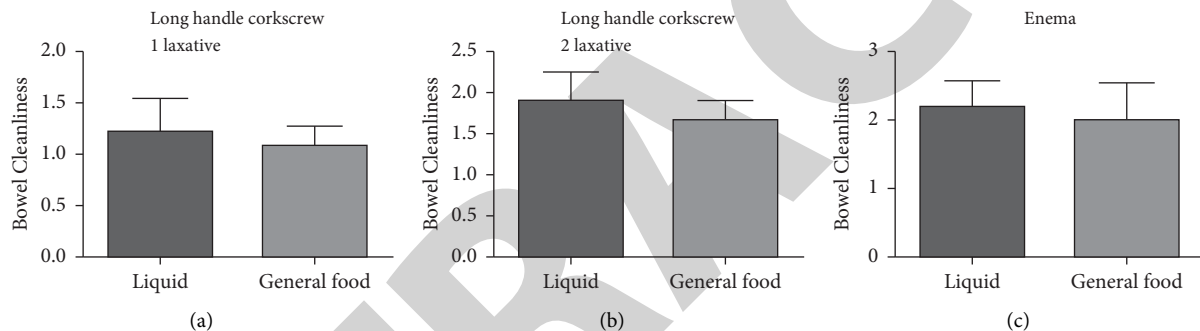 Long handle corkscrew
1 laxative
2.0
1.5
1.0
0.5
0.0
Bowel Cleanliness
Liquid
General food
(a)
Long handle corkscrew
2 laxative
2.5
2.0
1.5
1.0
0.5
0.0
Bowel Cleanliness
Liquid
General food
(b)
Enema
3
2
1
0
Bowel Cleanliness
Liquid
General food
(c)